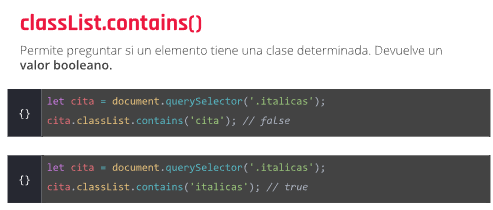 classList.contains()
Permite preguntar si un elemento tiene una clase determinada. Devuelve un
valor booleano.
{}
let cita = document.querySelector('.italicas');
cita.classList.contains('cita'); // false
{}
let cita = document.querySelector('.italicas');
cita.classList.contains('italicas'); // true